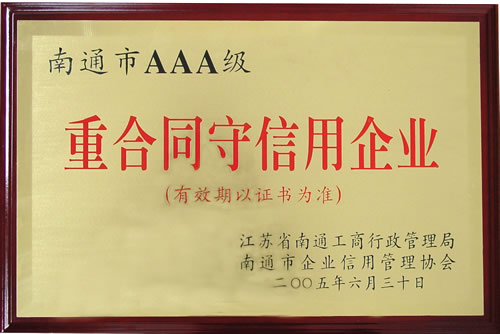 南通市AAA级
重合同守信用企业
(有效期以证书为准)
江苏省南通工商行政管理局
南通市企业信用管理协会
二〇〇五年六月三十日